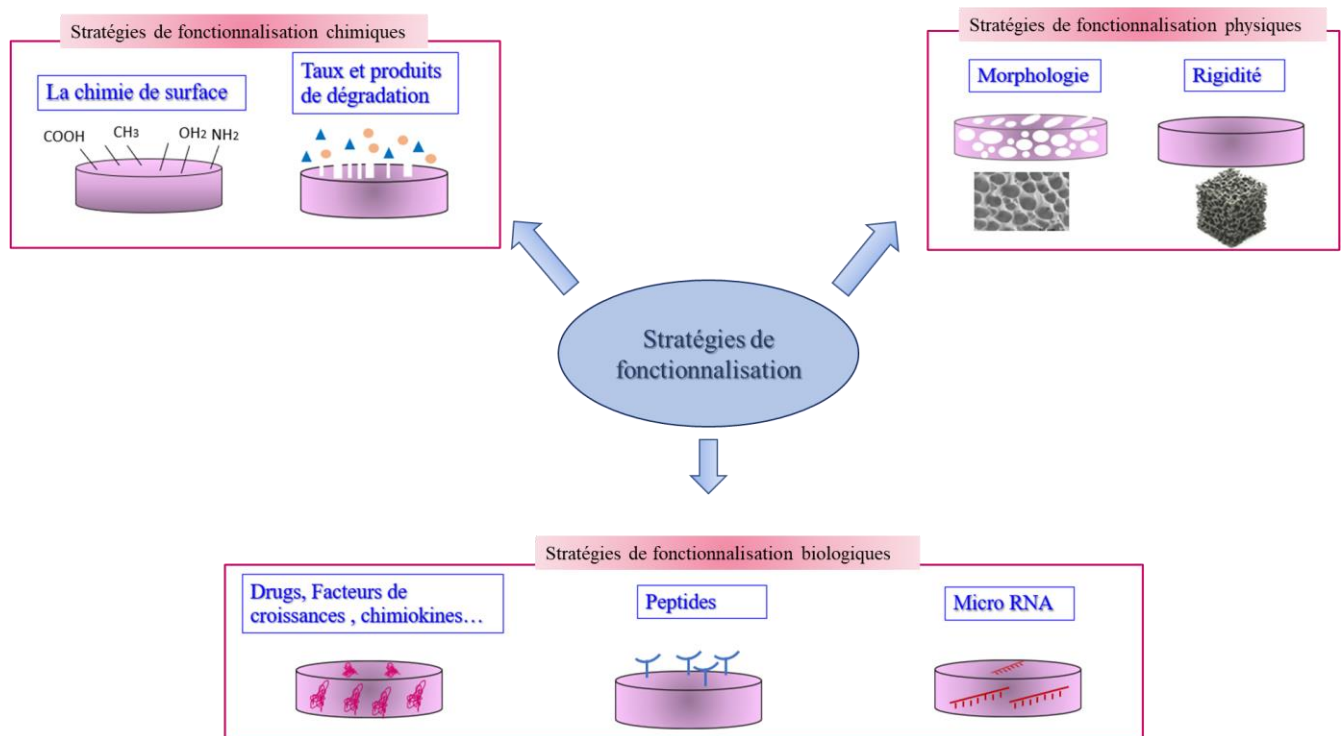 Stratégies de fonctionnalisation chimiques
La chimie de surface
Taux et produits
de dégradation
COOH
CH3
OH2
NH2
Stratégies de fonctionnalisation physiques
Morphologie
Rigidité
Stratégies de
fonctionnalisation
Stratégies de fonctionnalisation biologiques
Drugs, Facteurs de
croissances , chimiokines…
Peptides
Micro RNA